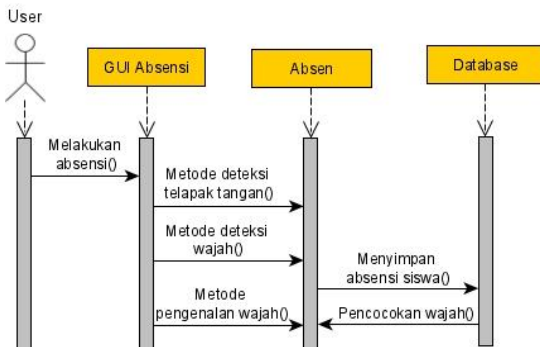 User
GUI Absensi
Absen
Database
Melakukan
absensi()
Metode deteksi
telapak tangan()
Metode deteksi
wajah()
Menyimpan
absensi siswa()
Metode
pengenalan wajah()
Pencocokan wajah()